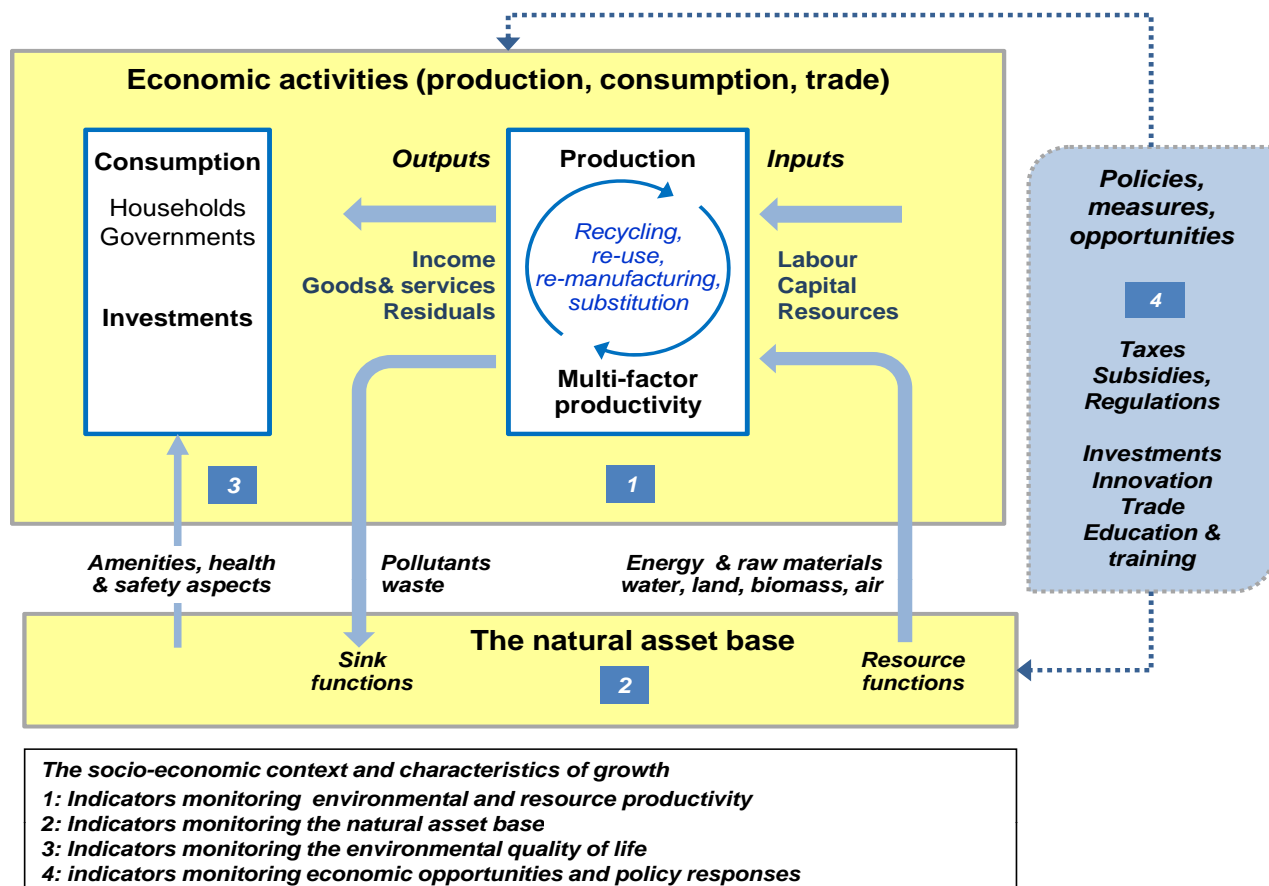 Economic activities (production, consumption, trade)
Consumption
Households
Governments
Investments
Outputs
Income
Goods& services
Residuals
Production
Recycling,
re-use,
re-manufacturing,
substitution
Multi-factor
productivity
Inputs
Labour
Capital
Resources
3
1
Policies,
measures,
opportunities
4
Taxes
Subsidies,
Regulations
Investments
Innovation
Trade
Education &
training
Amenities, health
& safety aspects
Pollutants
waste
Energy & raw materials
water, land, biomass, air
The natural asset base
Sink
functions
2
Resource
functions
The socio-economic context and characteristics of growth
1: Indicators monitoring environmental and resource productivity
2: Indicators monitoring the natural asset base
3: Indicators monitoring the environmental quality of life
4: indicators monitoring economic opportunities and policy responses